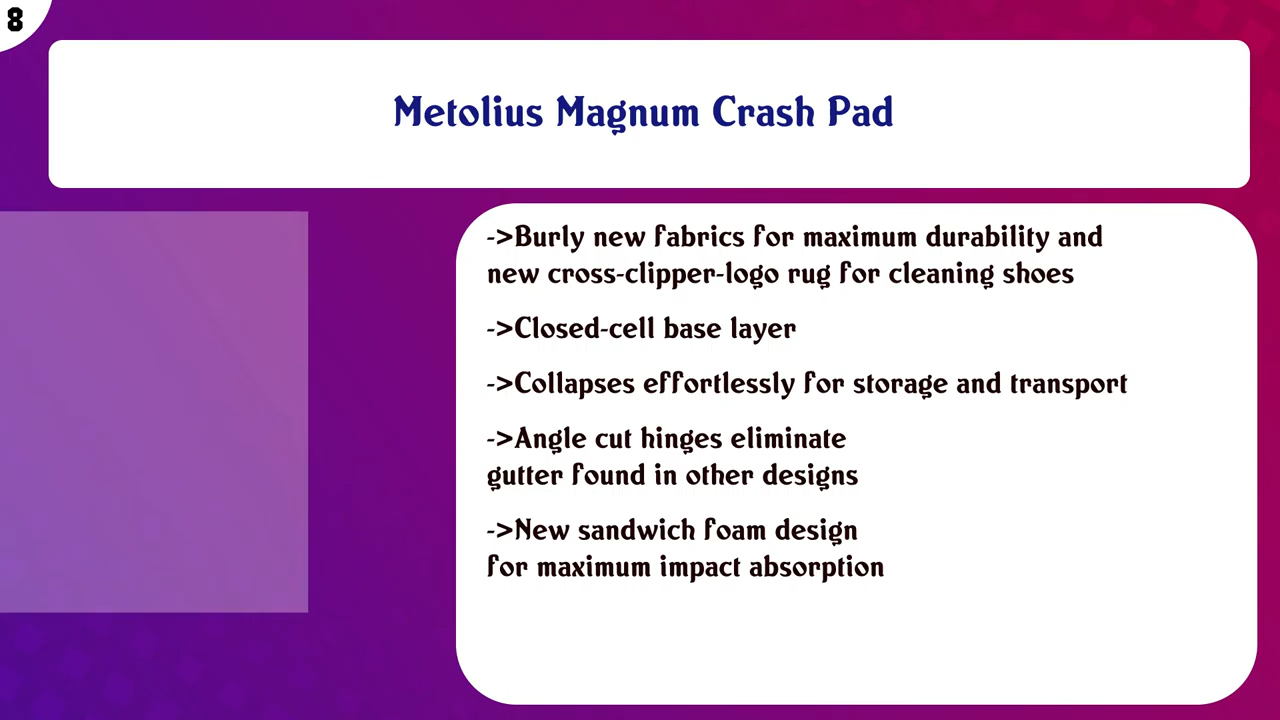 8
Metolius Magnum Crash Pad
->Burly new fabrics for maximum durability and
new cross-clipper-logo rug for cleaning shoes
->Closed-cell base layer
->Collapses effortlessly for storage and transport
->Angle cut hinges eliminate
gutter found in other designs
->New sandwich foam design
for maximum impact absorption